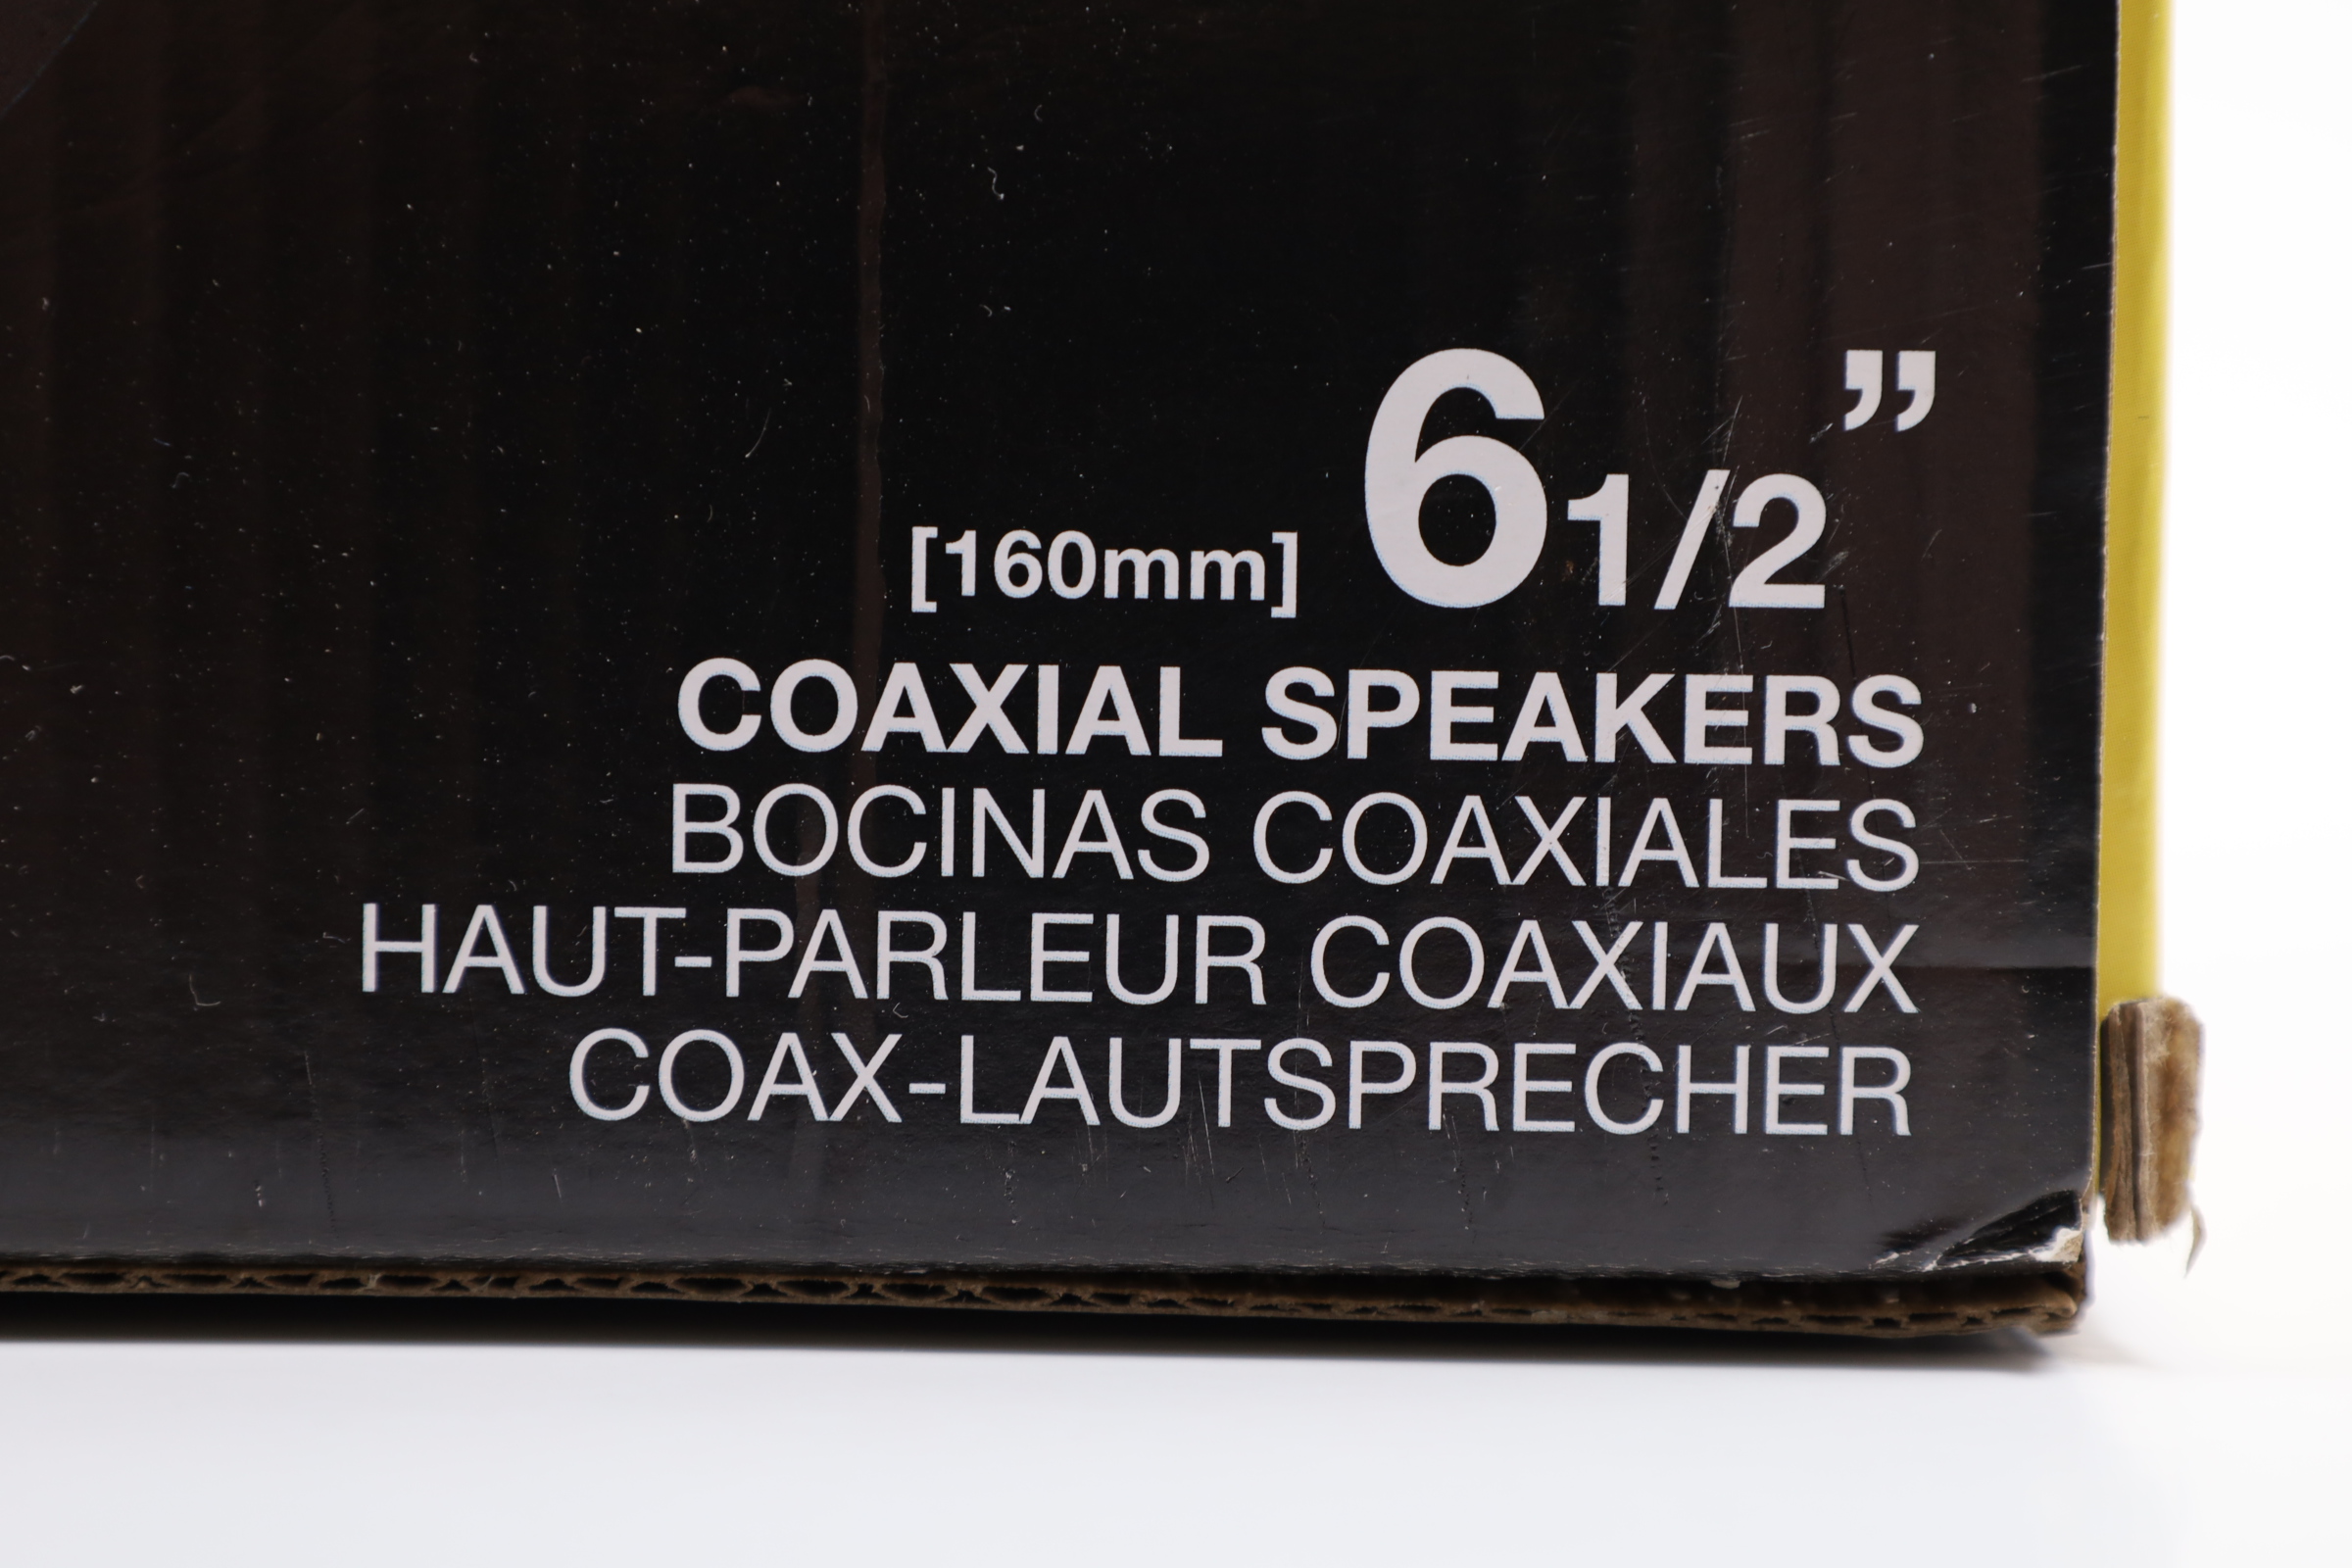 [160mm] 6 1/2”
COAXIAL SPEAKERS
BOCINAS COAXIALES
HAUT-PARLEUR COAXIAUX
COAX-LAUTSPRECHER